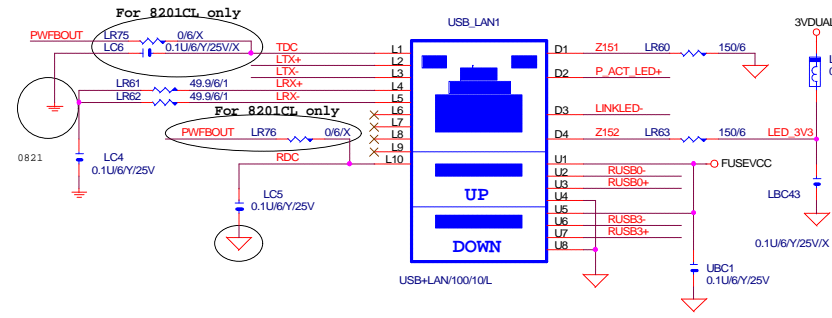 For 8201CL only
USB_LAN1
3VDUAL
PWFBOUT LR75 0/6/X
LC6 0.1U/6/Y/25V/X TDC L1 D1 Z151 LR60 150/6
LTX+ L2
LTX- L3 D2 P_ACT_LED+
LR61 49.9/6/1 LRX+ L4
LR62 49.9/6/1 LRX- L5
For 8201CL only L6 D3 LINKLED-
L7
PWFBOUT LR76 0/6/X L8 D4 Z152 LR63 150/6 LED_3V3
L9
0821 LC4 RDC L10 U1 FUSEVCC
0.1U/6/Y/25V U2 RUSB0-
U3 RUSB0+
UP U4 LBC43
LC5 U5
0.1U/6/Y/25V U6 RUSB3-
U7 RUSB3+
DOWN U8 0.1U/6/Y/25V/X
UBC1
USB+LAN/100/10/L 0.1U/6/Y/25V